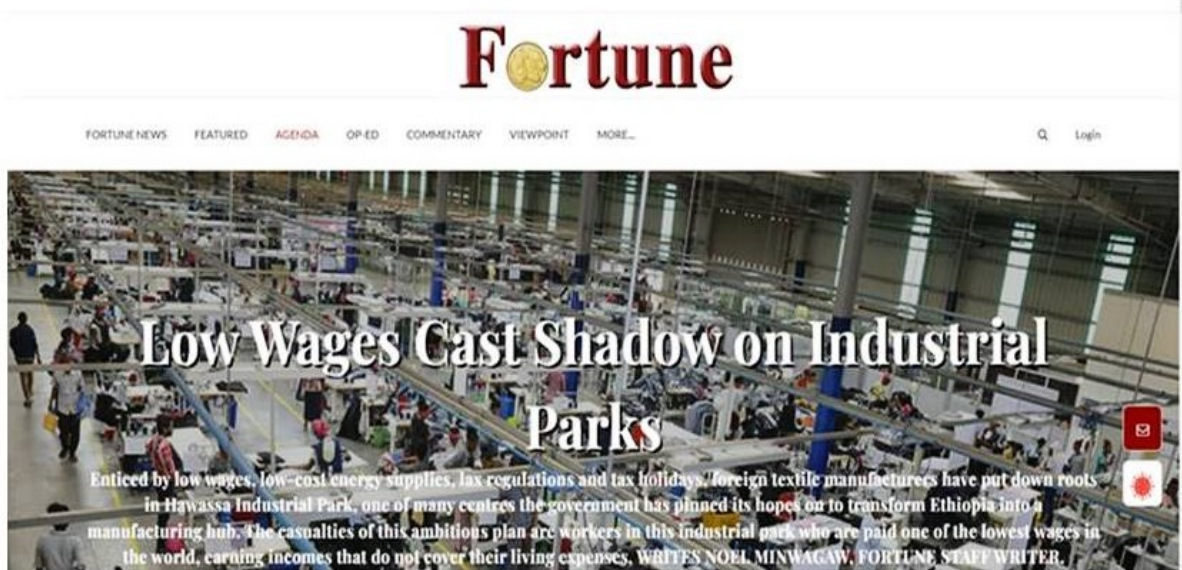 Fortune
FORTUNE NEWS FEATURED AGENDA OP-ED COMMENTARY VIEWPOINT MORE... Login
Low Wages Cast Shadow on Industrial
Parks
Enticed by low wages, low-cost energy supplies, lax regulations and tax holidays, foreign textile manufacturers have put down roots
in Hawassa Industrial Park, one of many centres the government has pinned its hopes on to transform Ethiopia into a
manufacturing hub. The casualties of this ambitious plan are workers in this industrial park who are paid one of the lowest wages in
the world, earning incomes that do not cover their living expenses, WRITES NOEL MINWAGAW, FORTUNE STAFF WRITER.